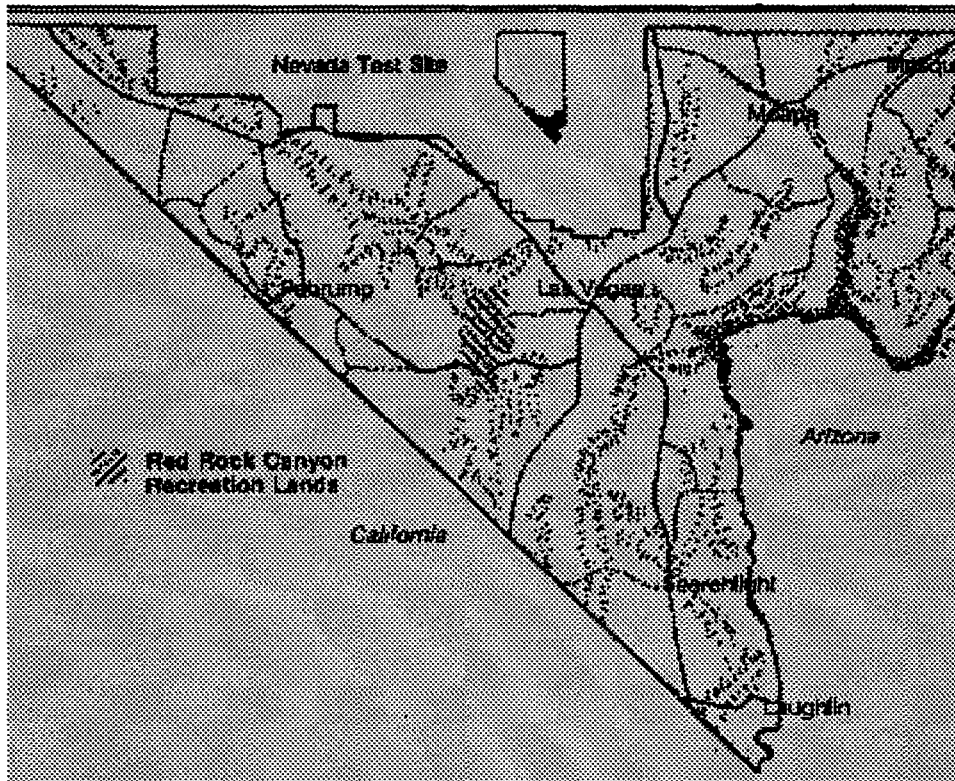 Nevada Test Site
Moapa
Pahrump
Las Vegas
Arizona
Red Rock Canyon
Recreation Lands
California
Searchlight
Laughlin